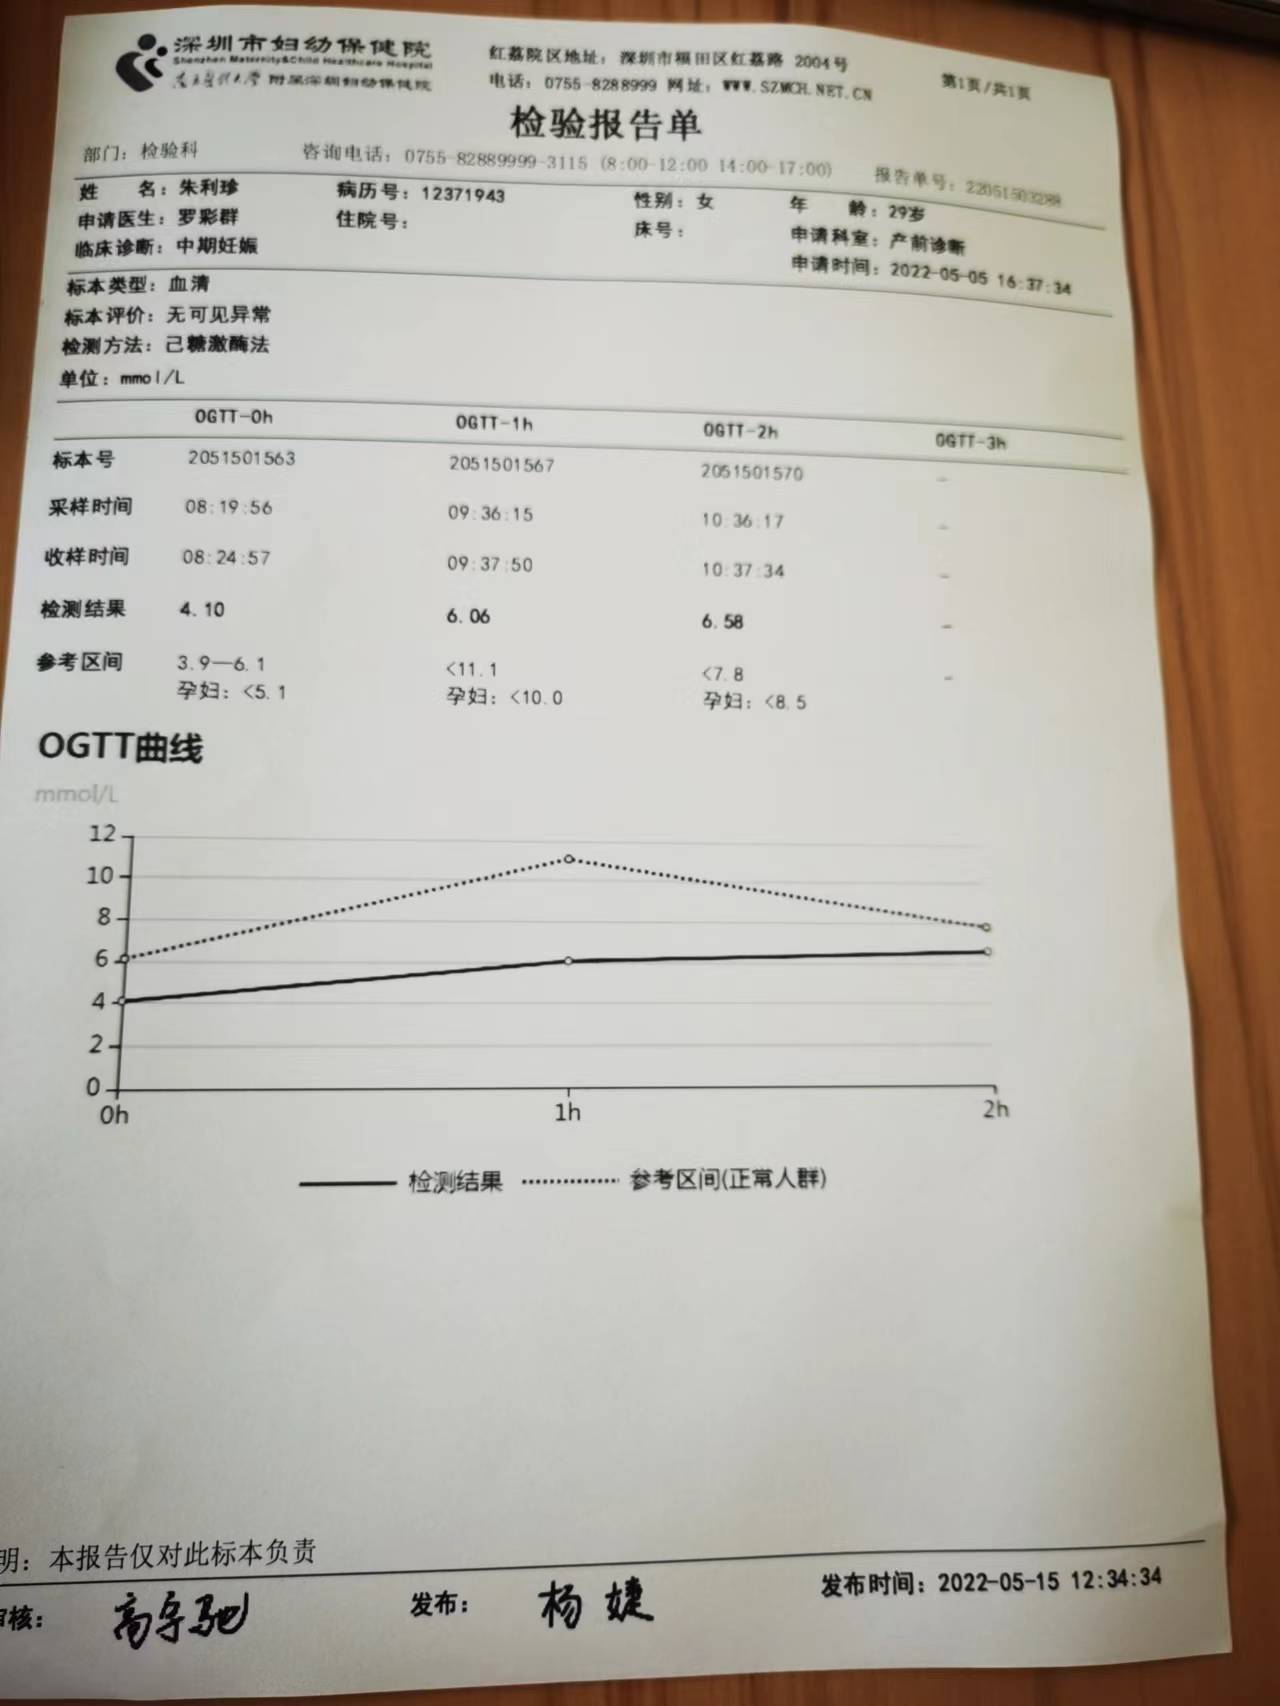 深圳市妇幼保健院
Shenzhen Maternity&Child Healthcare Hospital
南方医科大学 附属深圳妇幼保健院
红荔院区地址：深圳市福田区红荔路 2004号
电话：0755-8288999 网址：WWW.SZMCH.NET.CN
第1页/共1页
检验报告单
部门：检验科 咨询电话：0755-82889999-3115 (8:00-12:00 14:00-17:00) 报告单号：22051503288
姓 名：朱利珍 病历号：12371943 性别：女 年 龄：29岁
申请医生：罗彩群 住院号： 床号： 申请科室：产前诊断
临床诊断：中期妊娠 申请时间：2022-05-05 16:37:34
标本类型：血清
标本评价：无可见异常
检测方法：己糖激酶法
单位：mmol/L
OGTT-0h OGTT-1h OGTT-2h OGTT-3h
标本号 2051501563 2051501567 2051501570 -
采样时间 08:19:56 09:36:15 10:36:17 -
收样时间 08:24:57 09:37:50 10:37:34 -
检测结果 4.10 6.06 6.58 -
参考区间 3.9—6.1 <11.1 <7.8 -
孕妇：<5.1 孕妇：<10.0 孕妇：<8.5
OGTT曲线
mmol/L
12
10
8
6
4
2
0
0h 1h 2h
检测结果 参考区间(正常人群)
明：本报告仅对此标本负责
审核：高宇驰 发布：杨婕 发布时间：2022-05-15 12:34:34